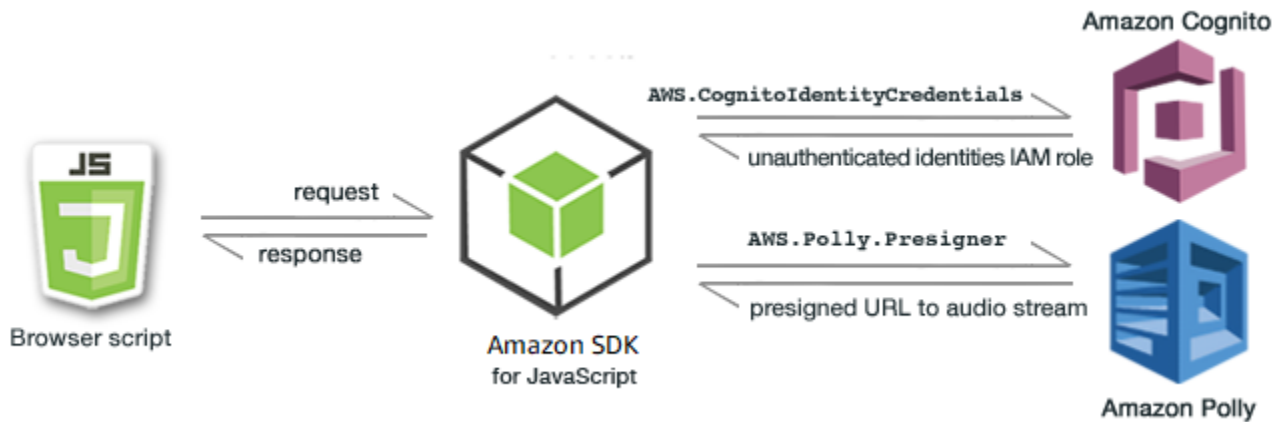 Amazon Cognito
AWS.CognitoIdentityCredentials
JS
unauthenticated identities IAM role
request
AWS.Polly.Presigner
response
presigned URL to audio stream
Browser script
Amazon SDK
for JavaScript
Amazon Polly